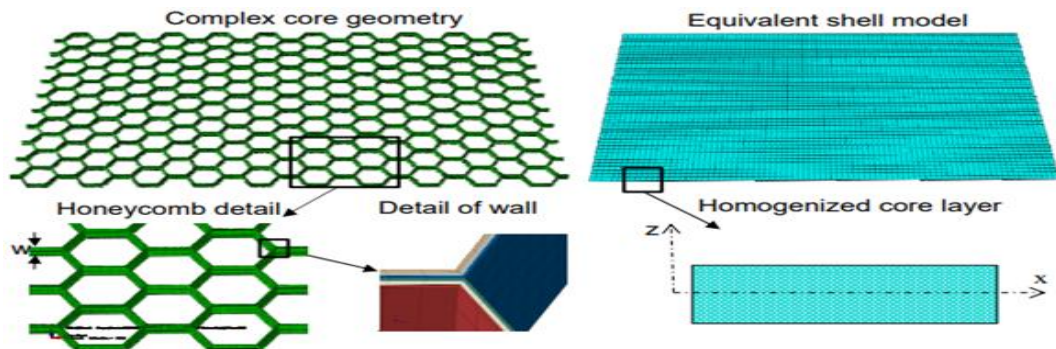 Complex core geometry
Equivalent shell model
Honeycomb detail
Detail of wall
Homogenized core layer
w
z
x